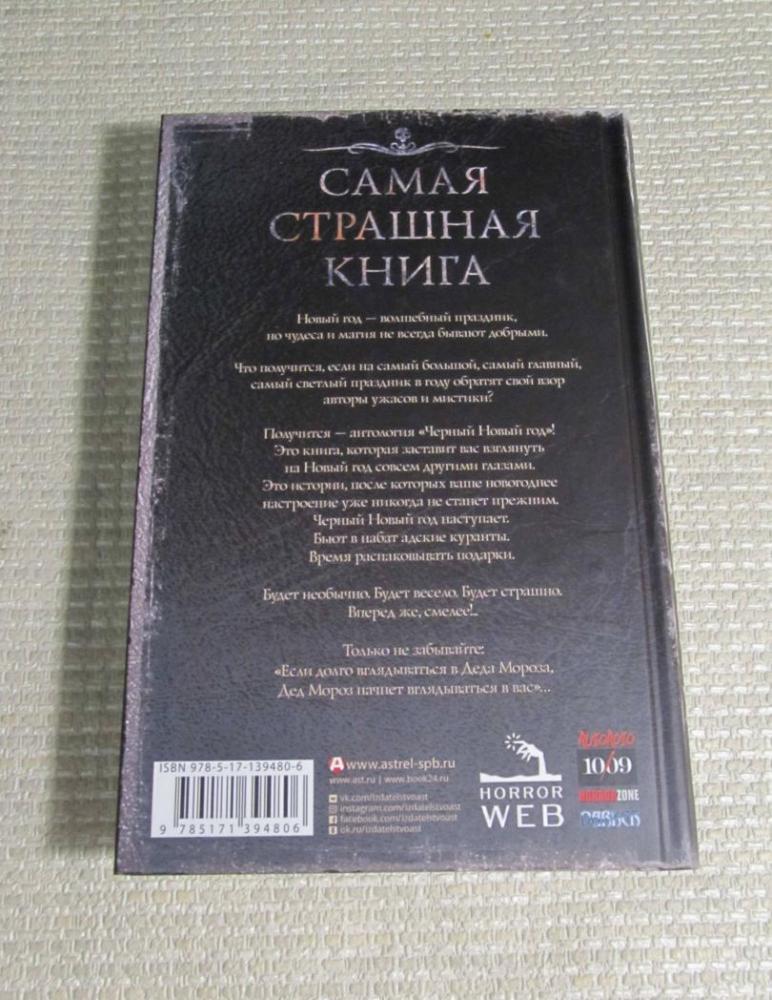 САМАЯ
СТРАШНАЯ
КНИГА
Новый год — волшебный праздник,
но чудеса и магия не всегда бывают добрыми.
Что получится, если на самый большой, самый главный,
самый светлый праздник в году обратят свой взор
авторы ужасов и мистики?
Получится — антология «Черный Новый год»!
Это книга, которая заставит вас взглянуть
на Новый год совсем другими глазами.
Это истории, после которых ваше новогоднее
настроение уже никогда не станет прежним.
Черный Новый год наступает.
Бьют в набат адские куранты.
Время распаковывать подарки.
Будет необычно. Будет весело. Будет страшно.
Вперед же, смелее!..
Только не забывайте:
«Если долго вглядываться в Деда Мороза,
Дед Мороз начнет вглядываться в вас»...
ISBN 978-5-17-139480-6
9 785171 394806
www.astrel-spb.ru
www.ast.ru | www.book24.ru
vk.com/izdatelstvoast
instagram.com/izdatelstvoast
facebook.com/izdatelstvoast
ok.ru/izdatelstvoast
HORROR
WEB
HORRORZONE